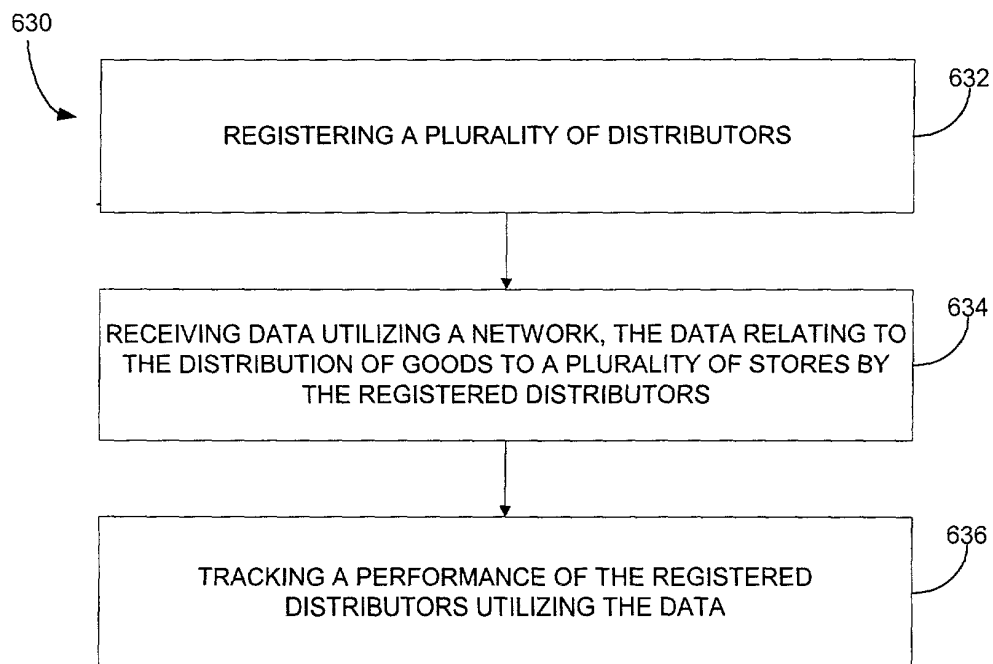 630
632
REGISTERING A PLURALITY OF DISTRIBUTORS
634
RECEIVING DATA UTILIZING A NETWORK, THE DATA RELATING TO
THE DISTRIBUTION OF GOODS TO A PLURALITY OF STORES BY
THE REGISTERED DISTRIBUTORS
636
TRACKING A PERFORMANCE OF THE REGISTERED
DISTRIBUTORS UTILIZING THE DATA